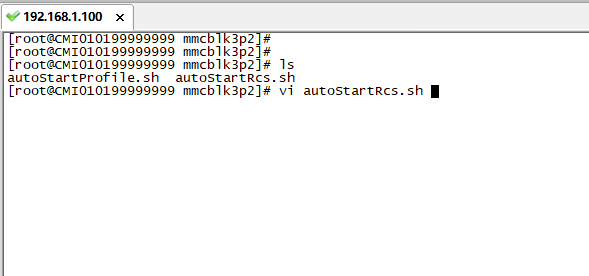 192.168.1.100 ×
[root@CMI010199999999 mmcblk3p2]#
[root@CMI010199999999 mmcblk3p2]#
[root@CMI010199999999 mmcblk3p2]# ls
autoStartProfile.sh  autoStartRcs.sh
[root@CMI010199999999 mmcblk3p2]# vi autoStartRcs.sh